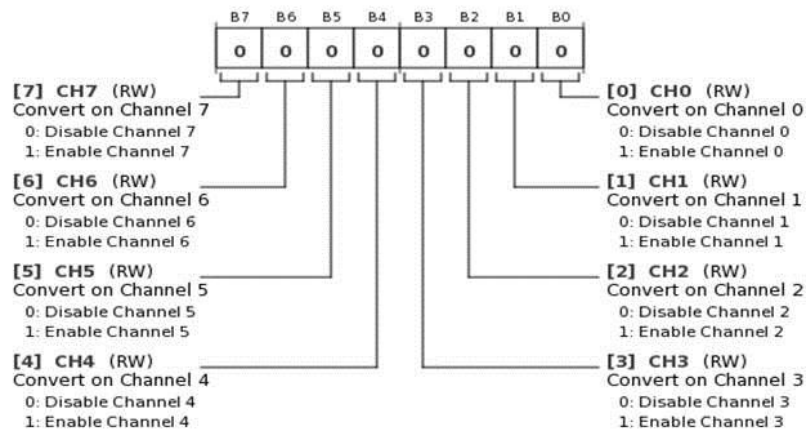 B7 B6 B5 B4 B3 B2 B1 B0
0 0 0 0 0 0 0 0
[7] CH7 (RW)
Convert on Channel 7
0: Disable Channel 7
1: Enable Channel 7
[6] CH6 (RW)
Convert on Channel 6
0: Disable Channel 6
1: Enable Channel 6
[5] CH5 (RW)
Convert on Channel 5
0: Disable Channel 5
1: Enable Channel 5
[4] CH4 (RW)
Convert on Channel 4
0: Disable Channel 4
1: Enable Channel 4
[0] CH0 (RW)
Convert on Channel 0
0: Disable Channel 0
1: Enable Channel 0
[1] CH1 (RW)
Convert on Channel 1
0: Disable Channel 1
1: Enable Channel 1
[2] CH2 (RW)
Convert on Channel 2
0: Disable Channel 2
1: Enable Channel 2
[3] CH3 (RW)
Convert on Channel 3
0: Disable Channel 3
1: Enable Channel 3